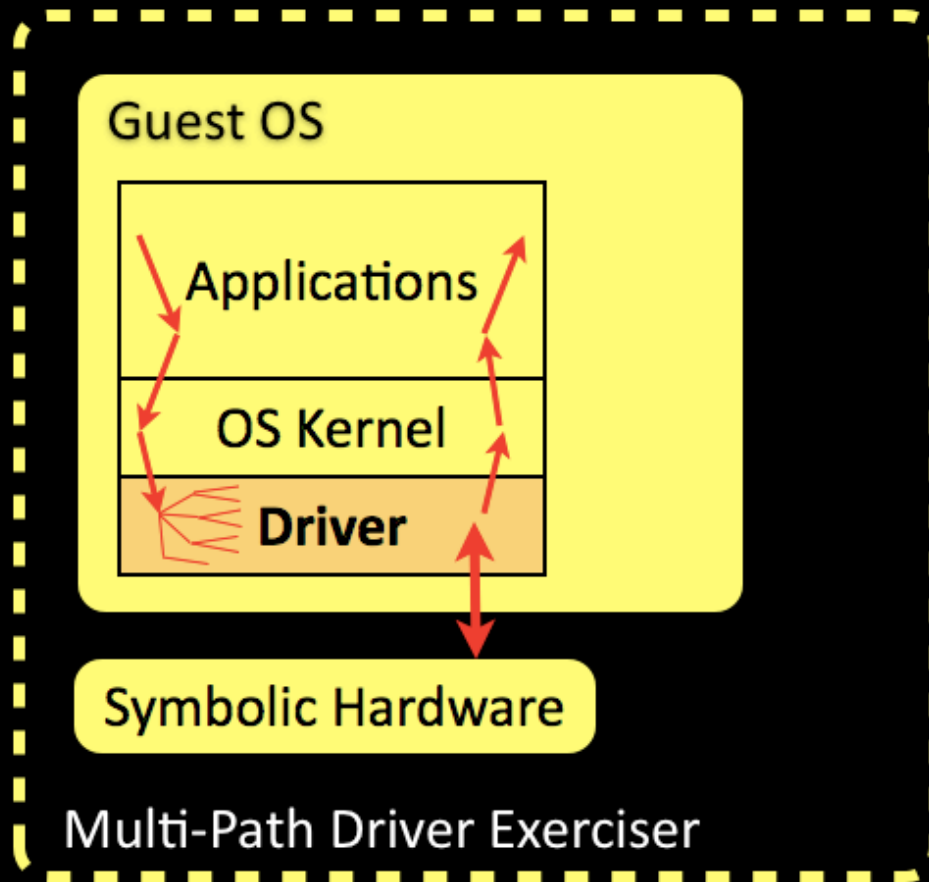 Guest OS
Applications
OS Kernel
Driver
Symbolic Hardware
Multi-Path Driver Exerciser